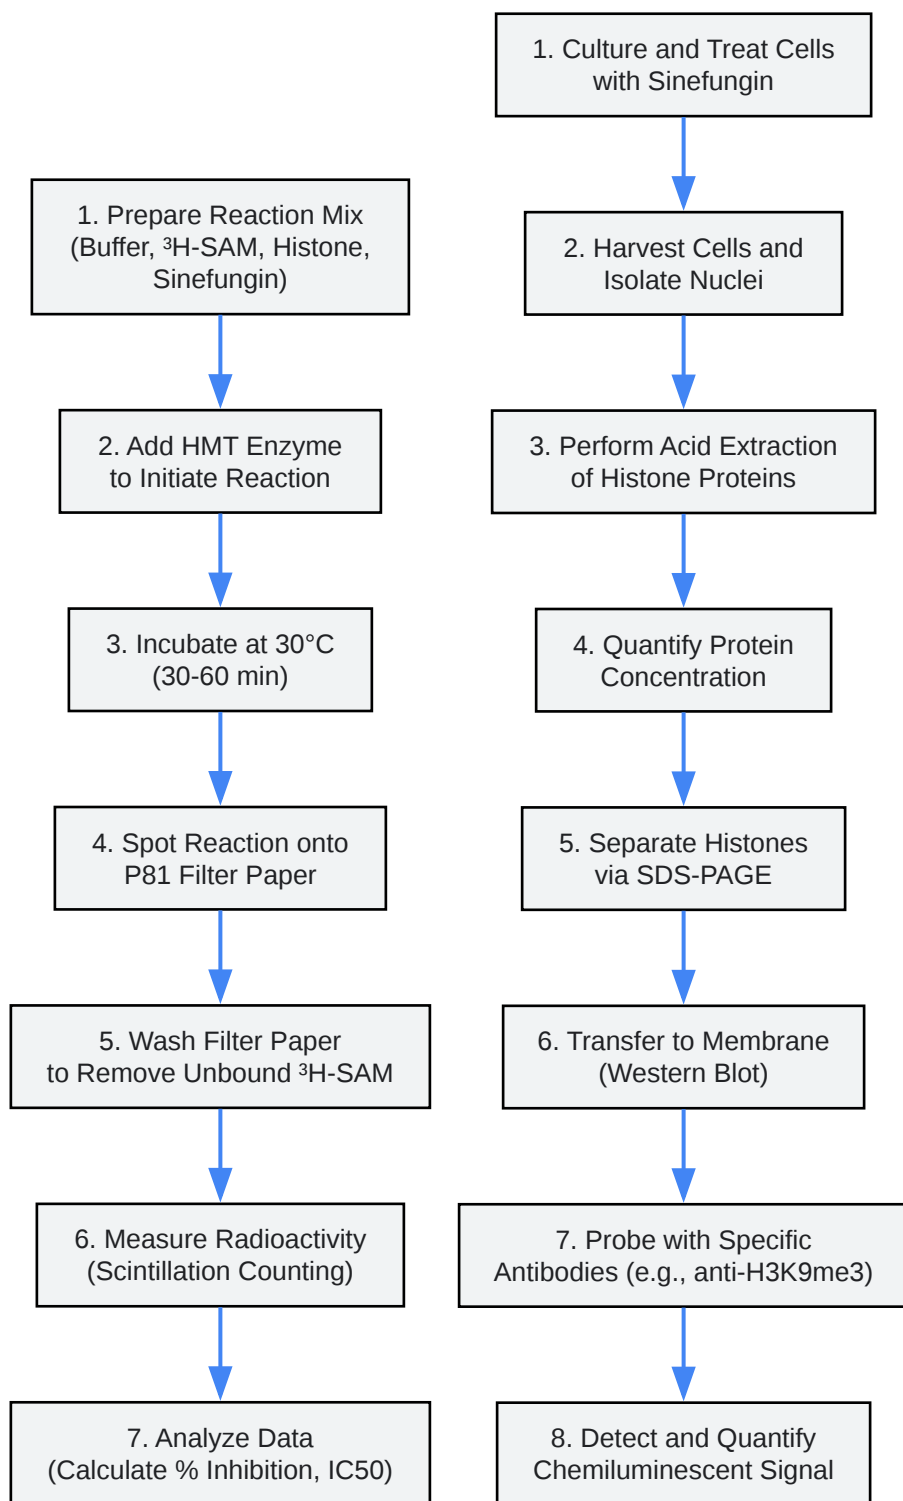 1. Prepare Reaction Mix
(Buffer, ³H-SAM, Histone,
Sinefungin)
2. Add HMT Enzyme
to Initiate Reaction
3. Incubate at 30°C
(30-60 min)
4. Spot Reaction onto
P81 Filter Paper
5. Wash Filter Paper
to Remove Unbound ³H-SAM
6. Measure Radioactivity
(Scintillation Counting)
7. Analyze Data
(Calculate % Inhibition, IC50)
1. Culture and Treat Cells
with Sinefungin
2. Harvest Cells and
Isolate Nuclei
3. Perform Acid Extraction
of Histone Proteins
4. Quantify Protein
Concentration
5. Separate Histones
via SDS-PAGE
6. Transfer to Membrane
(Western Blot)
7. Probe with Specific
Antibodies (e.g., anti-H3K9me3)
8. Detect and Quantify
Chemiluminescent Signal